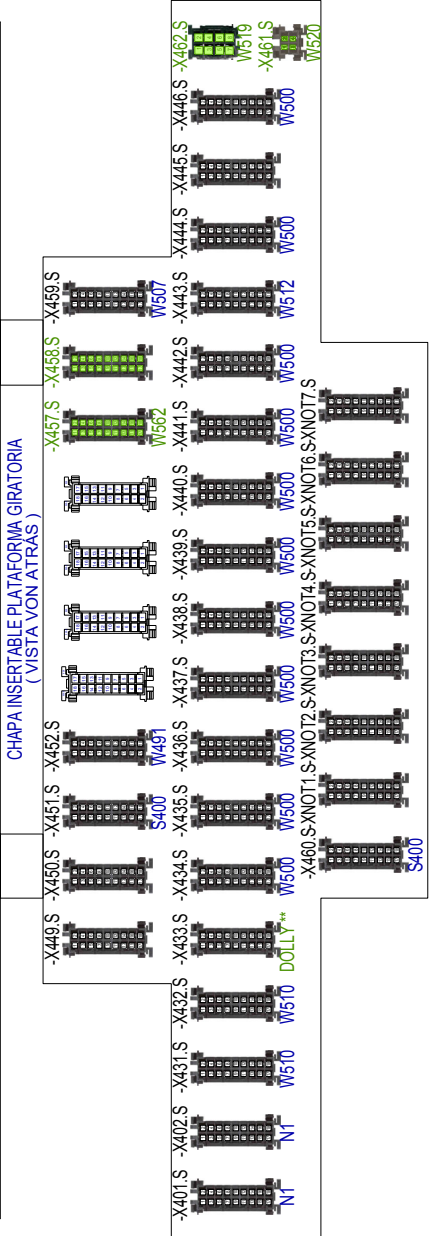 CHAPA INSERTABLE PLATAFORMA GIRATORIA
( VISTA VON ATRÁS )
-X449.S
-X450.S
-X451.S
S400
-X452.S
W491
-X457.S
W562
-X458.S
-X459.S
W507
-X401.S
N1
-X402.S
N1
-X431.S
W510
-X432.S
W510
-X433.S
DOLLY**
-X434.S
W500
-X435.S
W500
-X436.S
W500
-X437.S
W500
-X438.S
W500
-X439.S
W500
-X440.S
W500
-X441.S
W500
-X442.S
W500
-X443.S
W512
-X444.S
W500
-X445.S
-X446.S
W500
-X462.S
W519
-X461.S
W520
-X460.S-XNOT1.S-XNOT2.S-XNOT3.S-XNOT4.S-XNOT5.S-XNOT6.S-XNOT7.S
S400